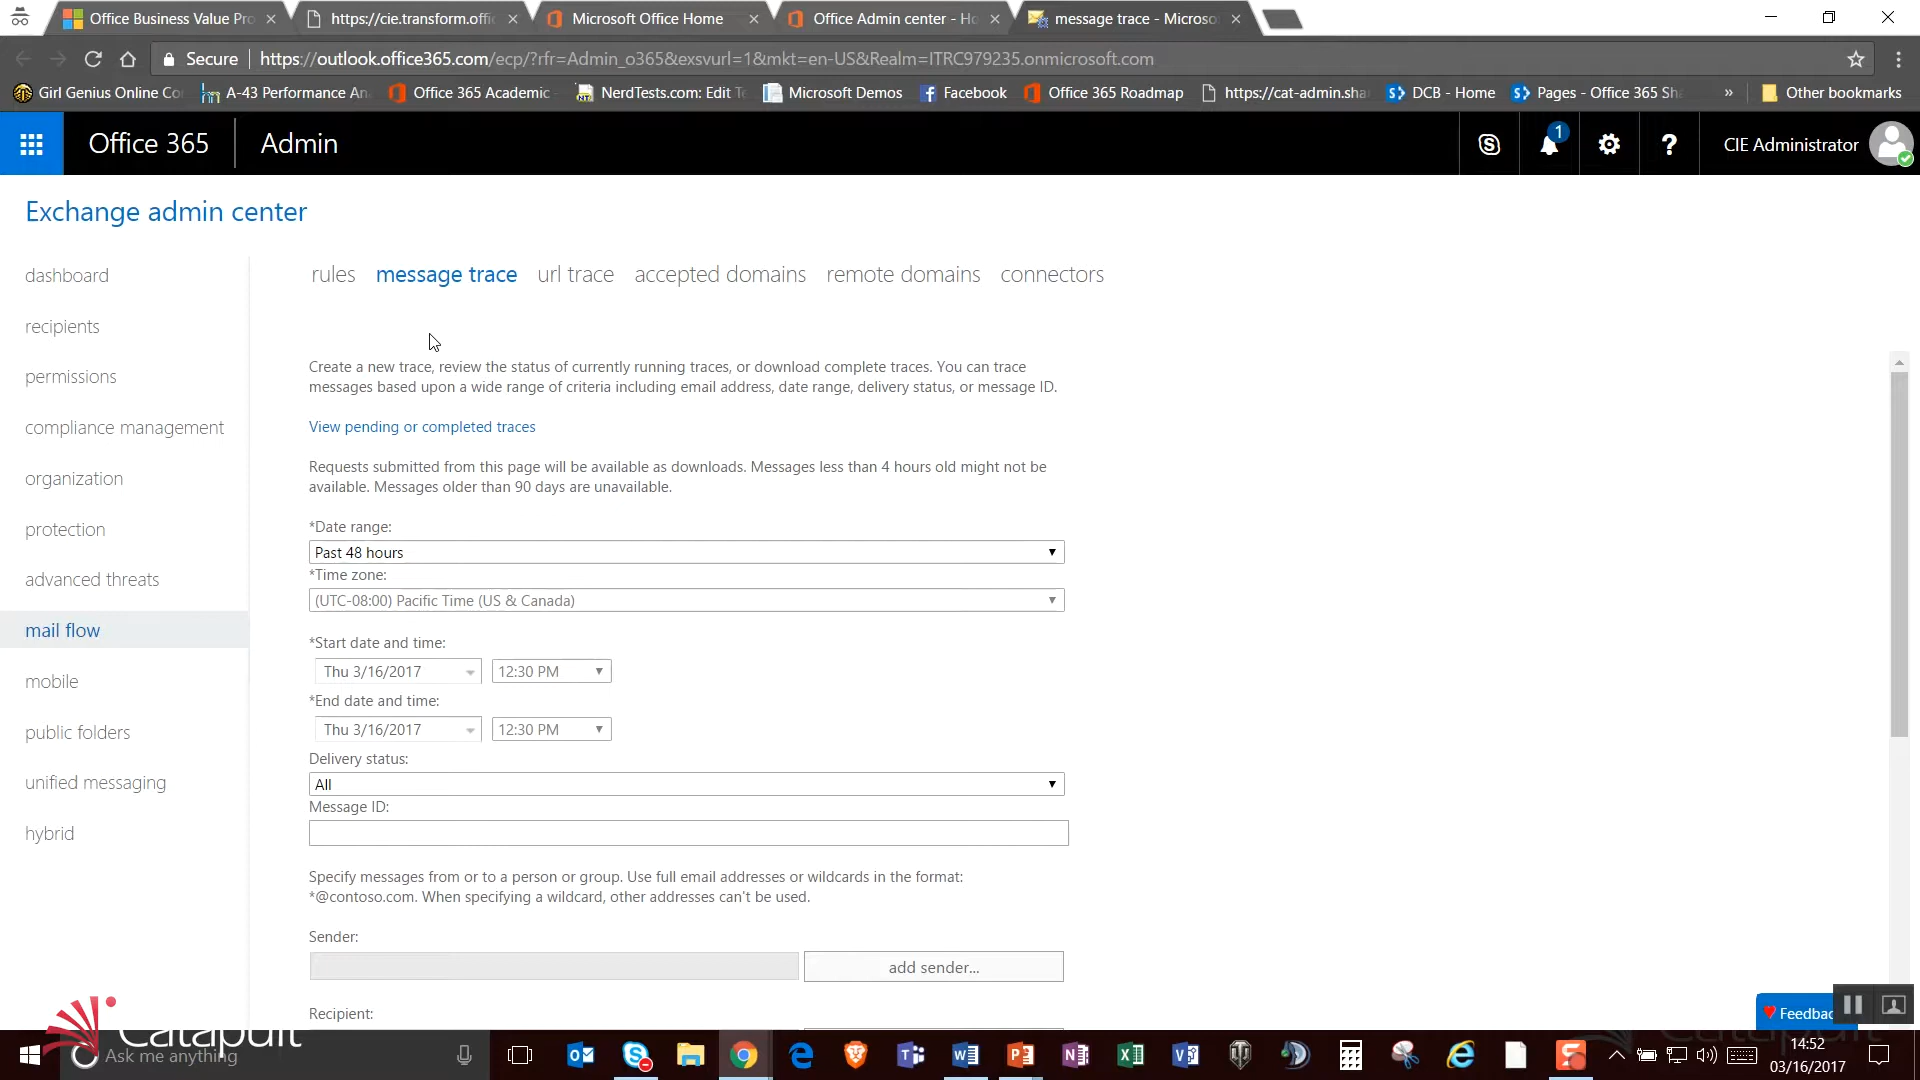 Office Business Value Pro
https://cie.transform.offi
Microsoft Office Home
Office Admin center - Ho
message trace - Microso
Secure
https://outlook.office365.com/ecp/?rfr=Admin_o365&exsvurl=1&mkt=en-US&Realm=ITRC979235.onmicrosoft.com
Girl Genius Online Co
A-43 Performance An
Office 365 Academic
NerdTests.com: Edit Te
Microsoft Demos
Facebook
Office 365 Roadmap
https://cat-admin.sha
DCB - Home
Pages - Office 365 Sha
»
Other bookmarks
Office 365
Admin
1
?
CIE Administrator
Exchange admin center
dashboard
recipients
permissions
compliance management
organization
protection
advanced threats
mail flow
mobile
public folders
unified messaging
hybrid
rules
message trace
url trace
accepted domains
remote domains
connectors
Create a new trace, review the status of currently running traces, or download complete traces. You can trace
messages based upon a wide range of criteria including email address, date range, delivery status, or message ID.
View pending or completed traces
Requests submitted from this page will be available as downloads. Messages less than 4 hours old might not be
available. Messages older than 90 days are unavailable.
*Date range:
Past 48 hours
*Time zone:
(UTC-08:00) Pacific Time (US & Canada)
*Start date and time:
Thu 3/16/2017
12:30 PM
*End date and time:
Thu 3/16/2017
12:30 PM
Delivery status:
All
Message ID:
Specify messages from or to a person or group. Use full email addresses or wildcards in the format:
*@contoso.com. When specifying a wildcard, other addresses can't be used.
Sender:
add sender...
Recipient:
Feedbac
Catapult
Ask me anything
14:52
03/16/2017